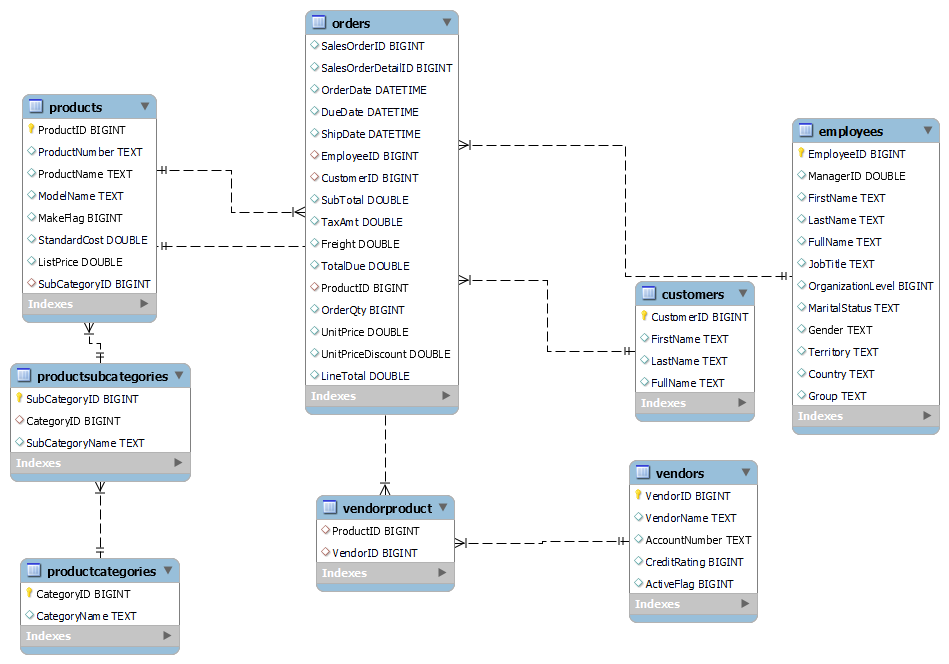 orders
SalesOrderID BIGINT
SalesOrderDetailID BIGINT
OrderDate DATETIME
DueDate DATETIME
ShipDate DATETIME
EmployeeID BIGINT
CustomerID BIGINT
SubTotal DOUBLE
TaxAmt DOUBLE
Freight DOUBLE
TotalDue DOUBLE
ProductID BIGINT
OrderQty BIGINT
UnitPrice DOUBLE
UnitPriceDiscount DOUBLE
LineTotal DOUBLE
Indexes
products
ProductID BIGINT
ProductNumber TEXT
ProductName TEXT
ModelName TEXT
MakeFlag BIGINT
StandardCost DOUBLE
ListPrice DOUBLE
SubCategoryID BIGINT
Indexes
employees
EmployeeID BIGINT
ManagerID DOUBLE
FirstName TEXT
LastName TEXT
FullName TEXT
JobTitle TEXT
OrganizationLevel BIGINT
MaritalStatus TEXT
Gender TEXT
Territory TEXT
Country TEXT
Group TEXT
Indexes
customers
CustomerID BIGINT
FirstName TEXT
LastName TEXT
FullName TEXT
Indexes
productsubcategories
SubCategoryID BIGINT
CategoryID BIGINT
SubCategoryName TEXT
Indexes
vendorproduct
ProductID BIGINT
VendorID BIGINT
Indexes
vendors
VendorID BIGINT
VendorName TEXT
AccountNumber TEXT
CreditRating BIGINT
ActiveFlag BIGINT
Indexes
productcategories
CategoryID BIGINT
CategoryName TEXT
Indexes